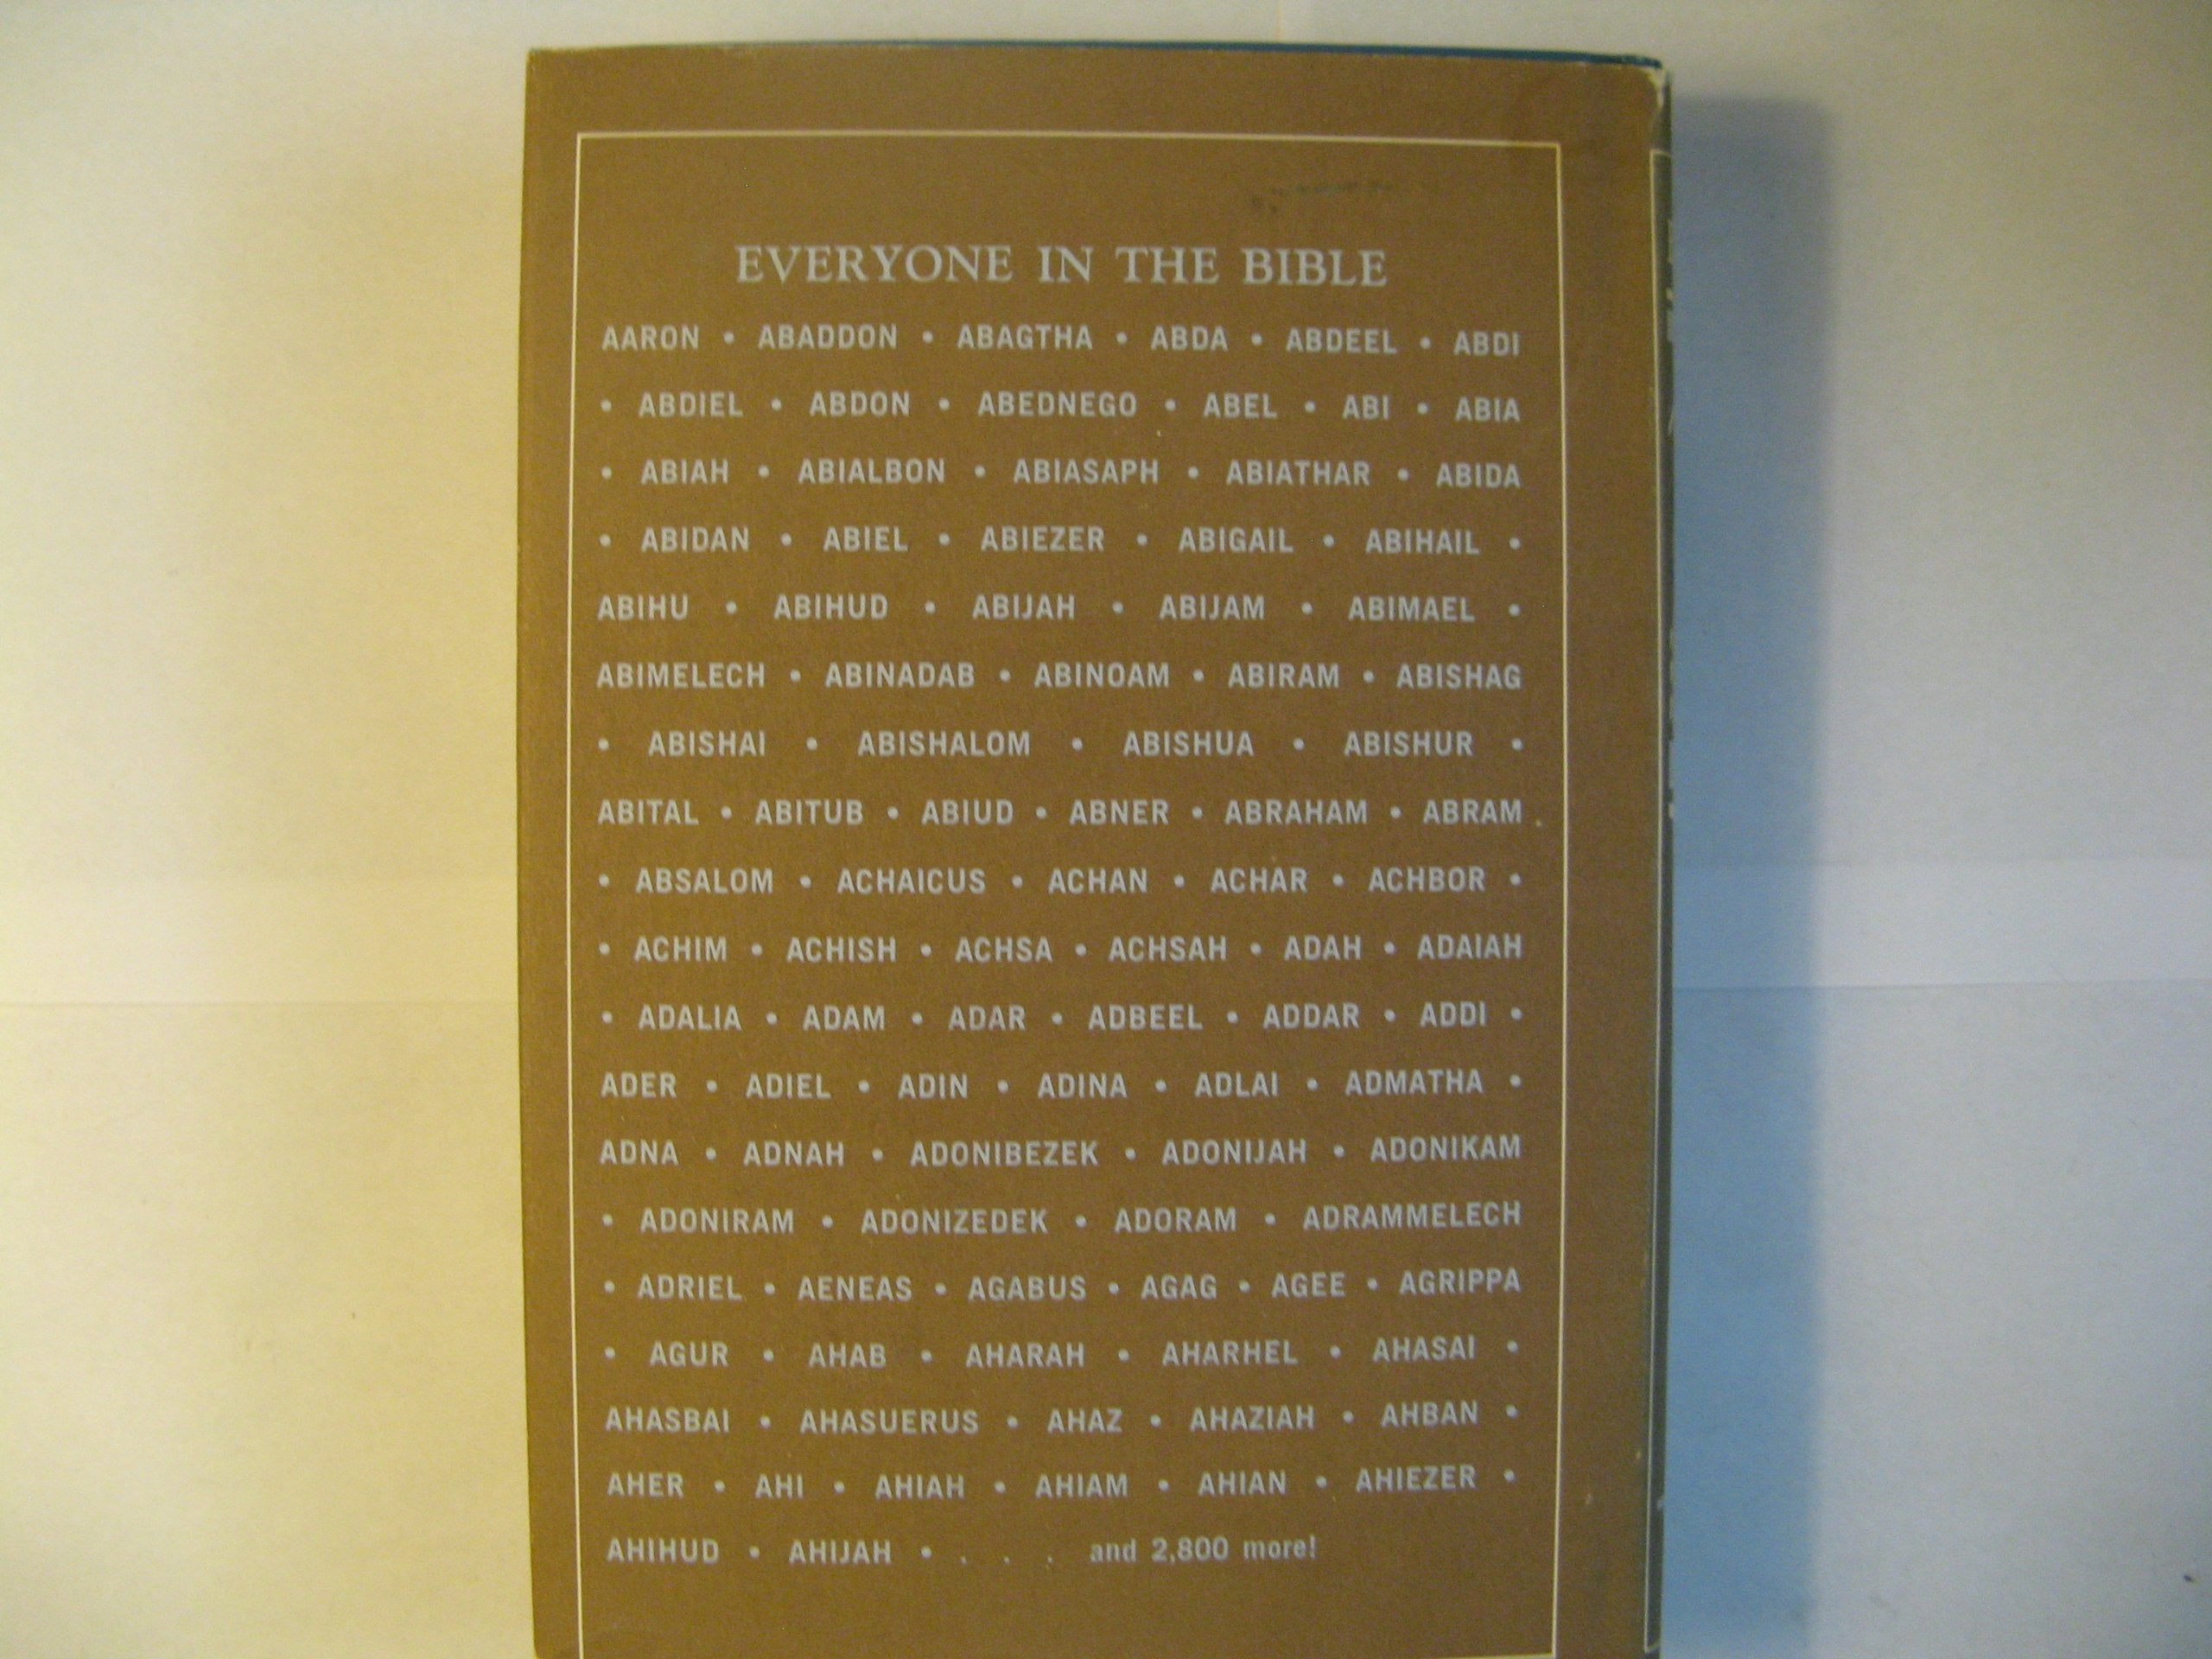 EVERYONE IN THE BIBLE
AARON • ABADDON • ABAGTHA • ABDA • ABDEEL • ABDI
• ABDIEL • ABDON • ABEDNEGO • ABEL • ABI • ABIA
• ABIAH • ABIALBON • ABIASAPH • ABIATHAR • ABIDA
• ABIDAN • ABIEL • ABIEZER • ABIGAIL • ABIHAIL •
ABIHU • ABIHUD • ABIJAH • ABIJAM • ABIMAEL •
ABIMELECH • ABINADAB • ABINOAM • ABIRAM • ABISHAG
• ABISHAI • ABISHALOM • ABISHUA • ABISHUR •
ABITAL • ABITUB • ABIUD • ABNER • ABRAHAM • ABRAM
• ABSALOM • ACHAICUS • ACHAN • ACHAR • ACHBOR •
• ACHIM • ACHISH • ACHSA • ACHSAH • ADAH • ADAIAH
• ADALIA • ADAM • ADAR • ADBEEL • ADDAR • ADDI •
ADER • ADIEL • ADIN • ADINA • ADLAI • ADMATHA •
ADNA • ADNAH • ADONIBEZEK • ADONIJAH • ADONIKAM
• ADONIRAM • ADONIZEDEK • ADORAM • ADRAMMELECH
• ADRIEL • AENEAS • AGABUS • AGAG • AGEE • AGRIPPA
• AGUR • AHAB • AHARAH • AHARHEL • AHASAI •
AHASBAI • AHASUERUS • AHAZ • AHAZIAH • AHBAN •
AHER • AHI • AHIAH • AHIAM • AHIAN • AHIEZER •
AHIHUD • AHIJAH • . . . and 2,800 more!